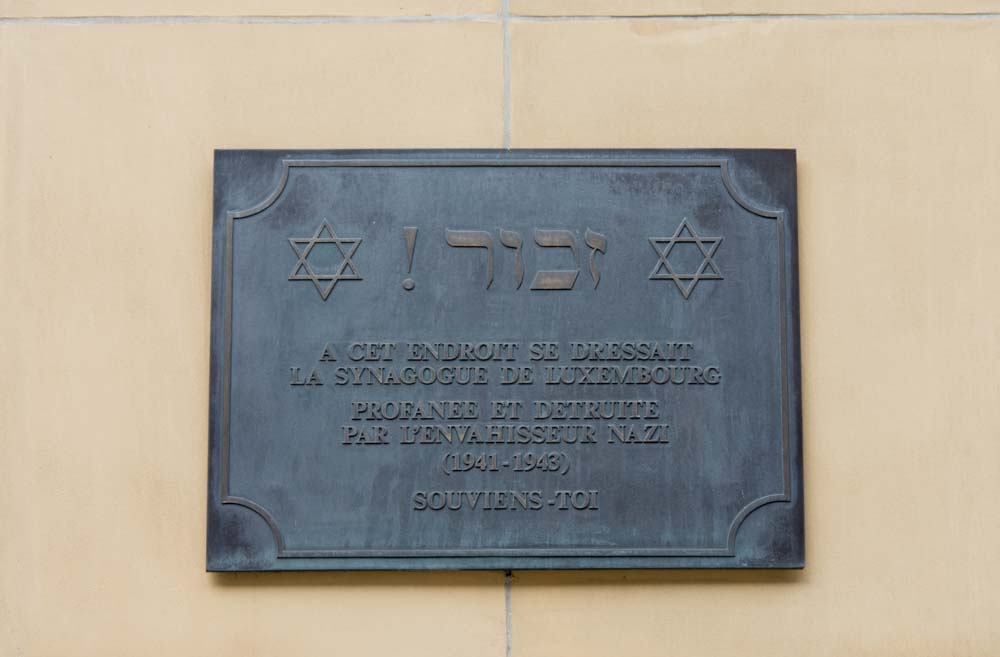 זכור !
A CET ENDROIT SE DRESSAIT
LA SYNAGOGUE DE LUXEMBOURG
PROFANEE ET DETRUITE
PAR L'ENVAHISSEUR NAZI
(1941-1943)
SOUVIENS-TOI